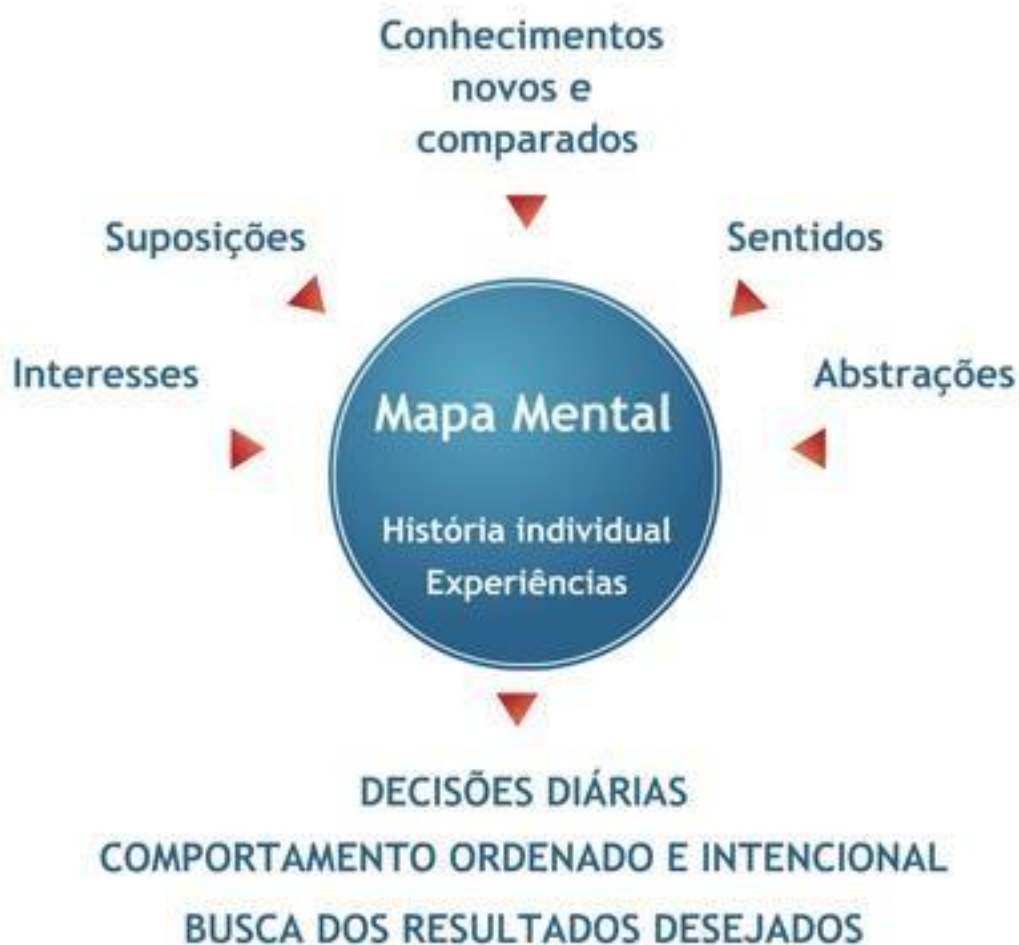 Conhecimentos
novos e
comparados
Suposições
Sentidos
Interesses
Abstrações
Mapa Mental
História individual
Experiências
DECISÕES DIÁRIAS
COMPORTAMENTO ORDENADO E INTENCIONAL
BUSCA DOS RESULTADOS DESEJADOS